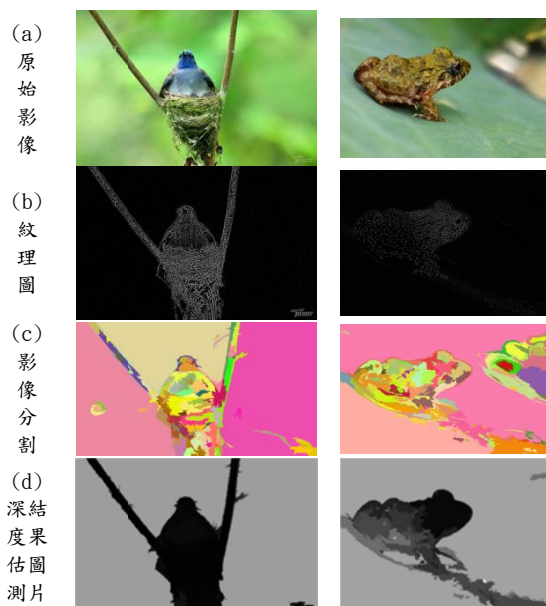 (a)
原
始
影
像
(b)
紋
理
圖
(c)
影
像
分
割
(d)
深結
度果
估圖
測片